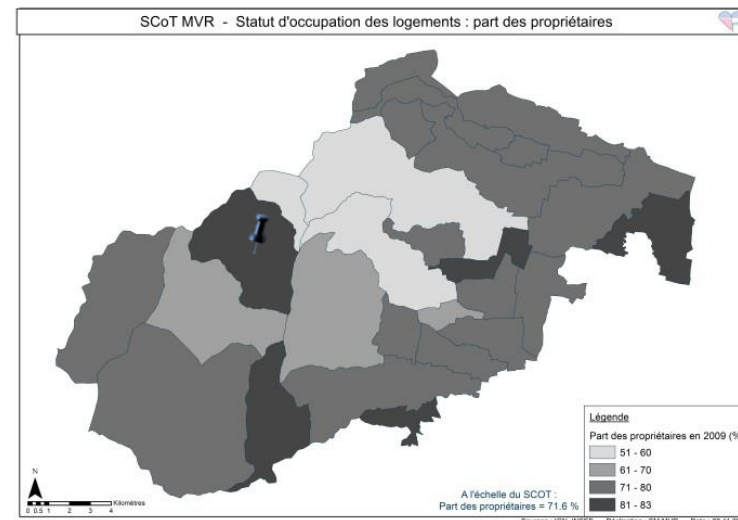 SCoT MVR - Statut d'occupation des logements : part des propriétaires
Légende
Part des propriétaires en 2009 (%
51 - 60
61 - 70
71 - 80
81 - 83
N
0 0.5 1 2 3 4 Kilomètres
A l'échelle du SCOT :
Part des propriétaires = 71.6 %